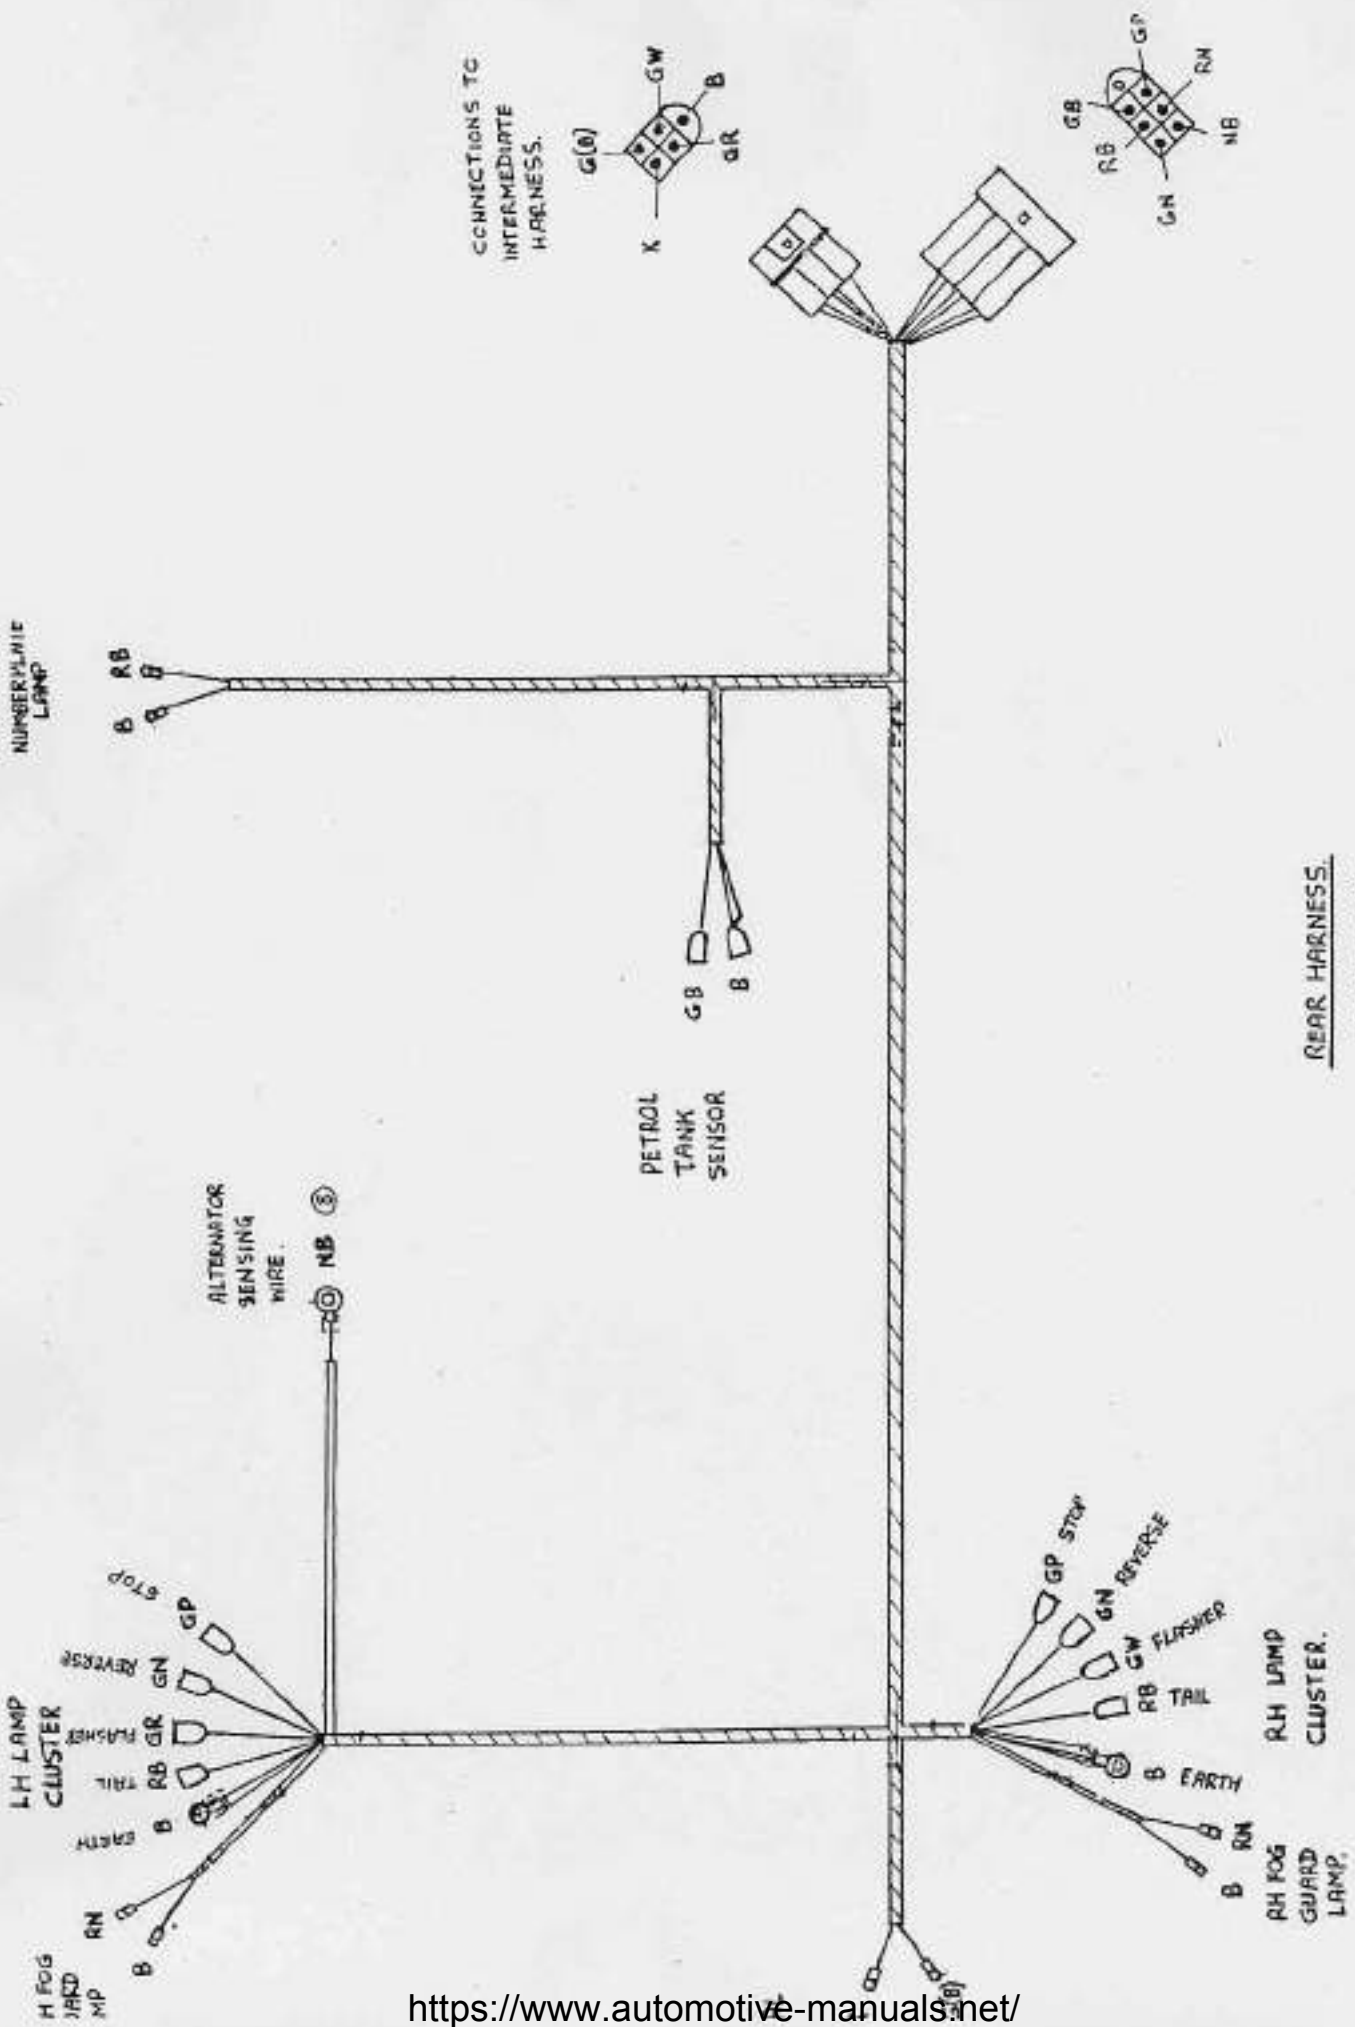 CONNECTIONS TO
INTERMEDIATE
HARNESS.
G(B)
GW
B
GR
K
GP
RN
NB
GN
RB
GB
LAMP
RB
B
GB
B
PETROL
TANK
SENSOR
ALTERNATOR
SENSING
WIRE.
NB
S
LH LAMP
CLUSTER
STOP
GP
REVERSE
GN
FLASHER
GR
TAIL
RB
EARTH
B
RN
B
H FOG
MP
GP STOP
GN REVERSE
GW FLASHER
RB TAIL
B EARTH
RH LAMP
CLUSTER.
RN
B
RH FOG
GUARD
LAMP.
REAR HARNESS.
https://www.automotive-manuals.net/